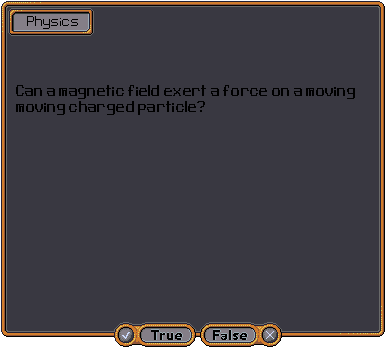 Physics
Can a magnetic field exert a force on a moving
moving charged particle?
True False